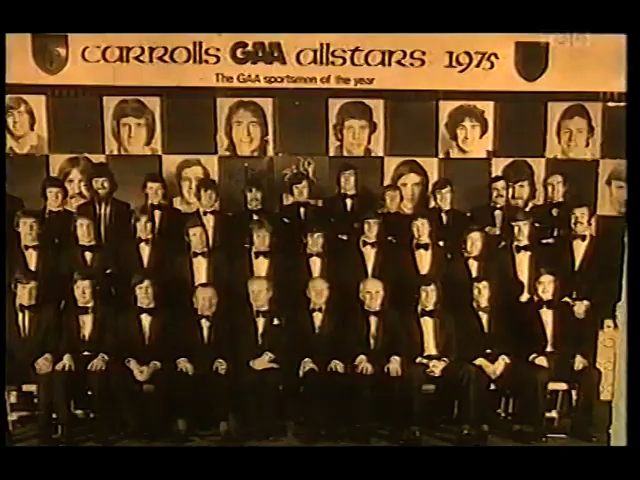 carrolls GAA allstars 1975
The GAA sportsmen of the year